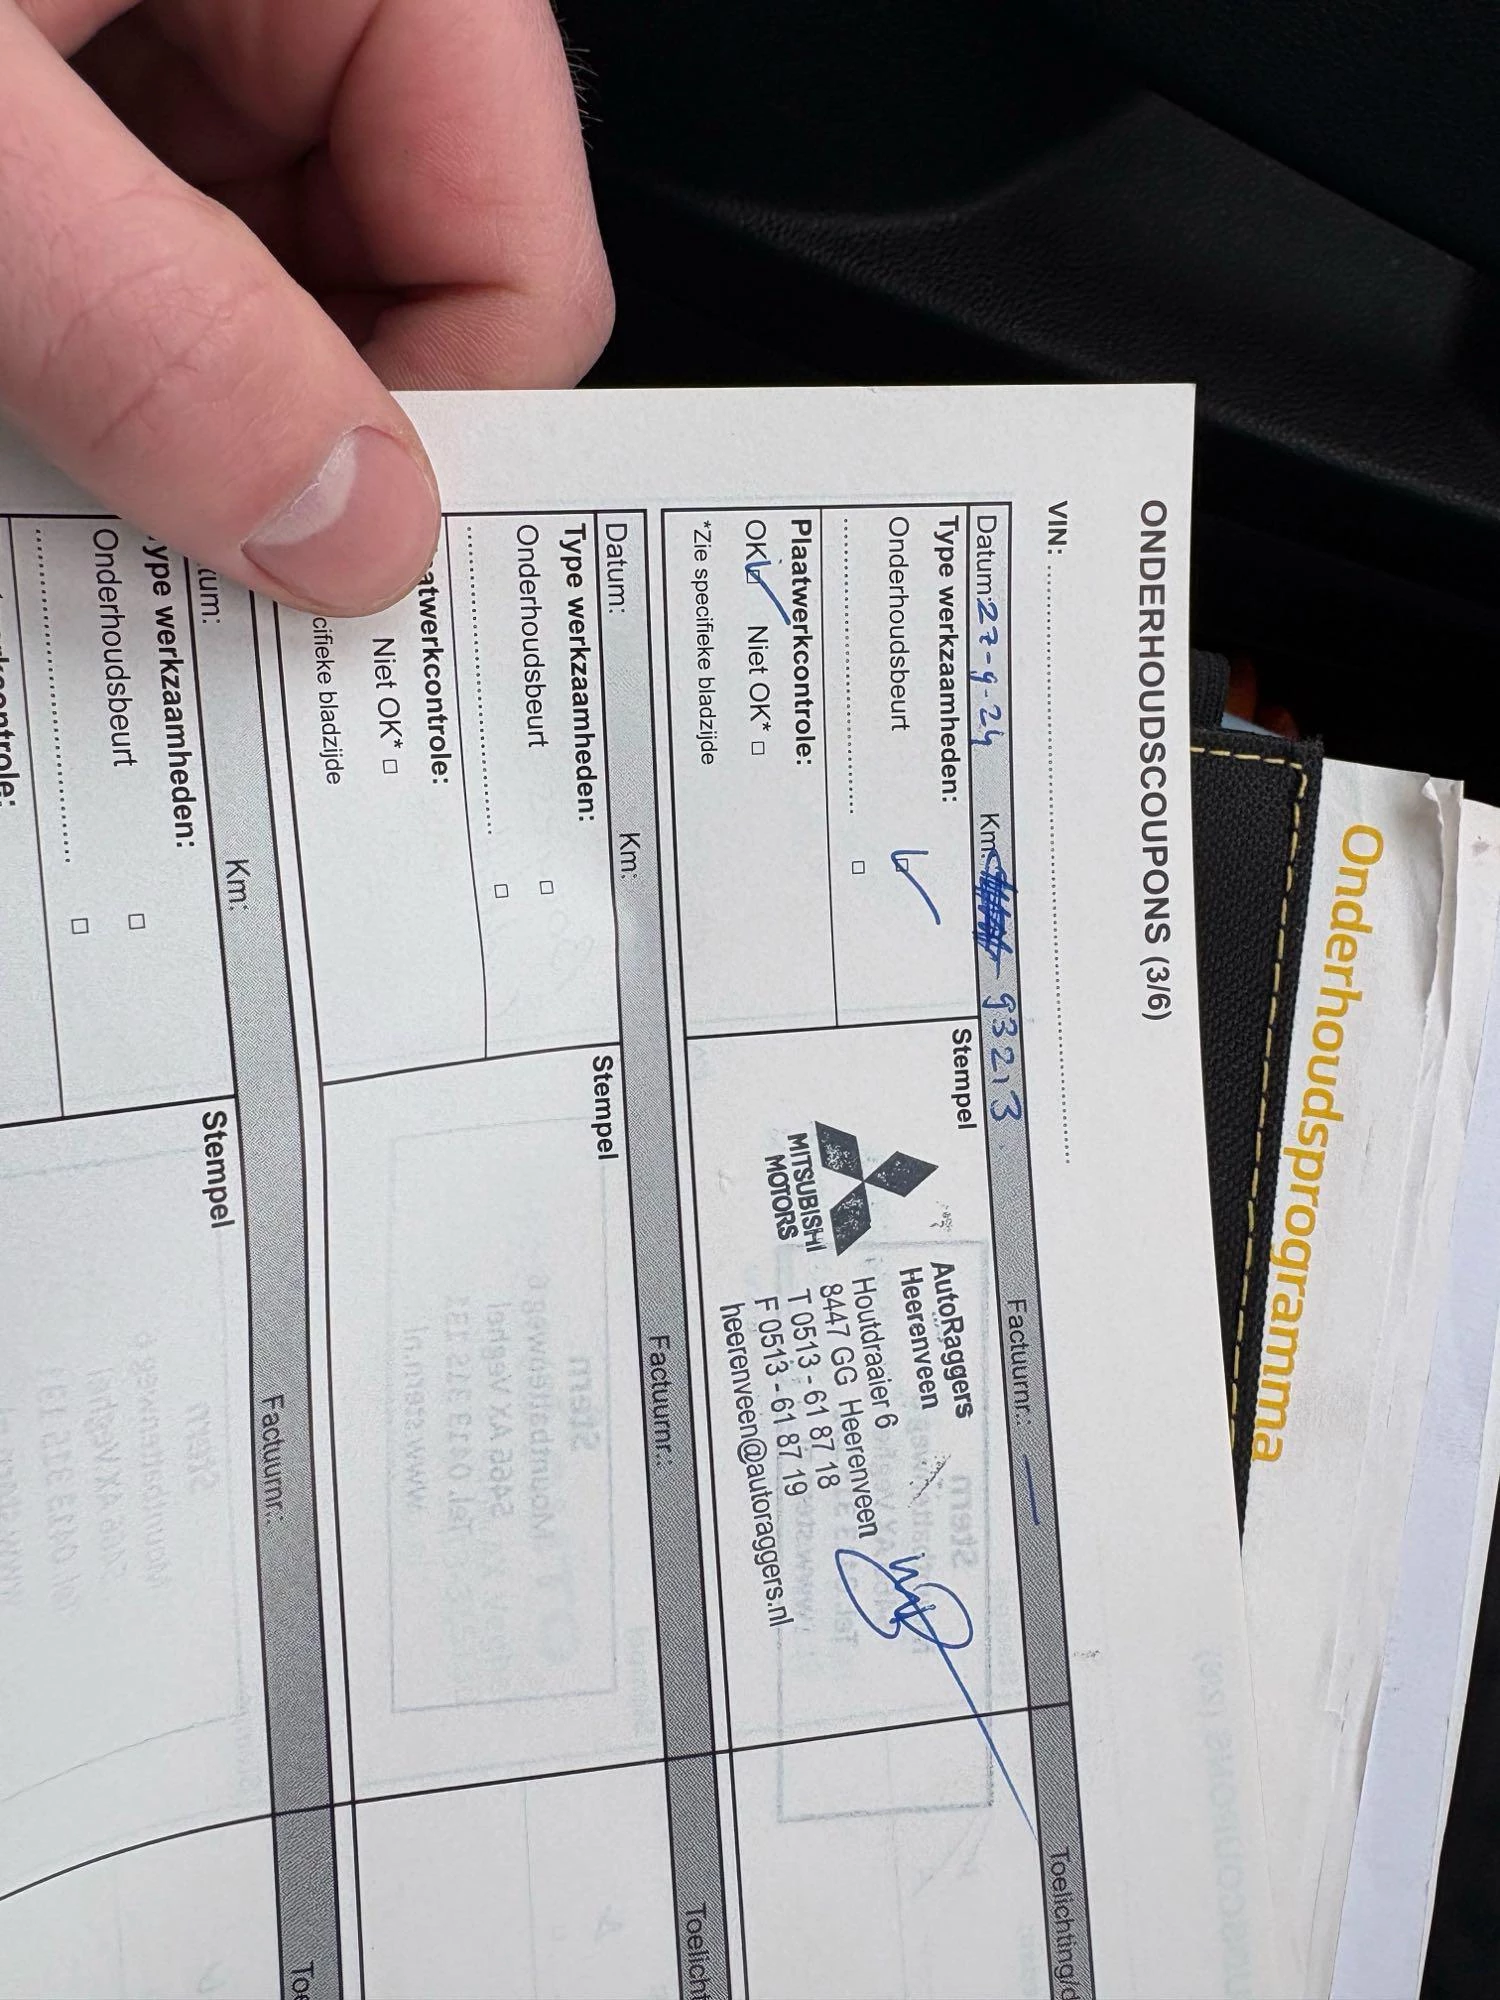 Onderhoudsprogramma
ONDERHOUDSCOUPONS (3/6)
VIN: ........................................
Datum: 27-9-24 Km: 93213 Factuurnr.: — Toelichting/
Type werkzaamheden:
Onderhoudsbeurt
Plaatwerkcontrole:
OK Niet OK*
*Zie specifieke bladzijde
Stempel
MITSUBISHI
MOTORS
AutoRaggers
Heerenveen
Houtdraaier 6
8447 GG Heerenveen
T 0513 - 61 87 18
F 0513 - 61 87 19
heerenveen@autoraggers.nl
Datum: Km: Factuurnr.: Toelicht
Type werkzaamheden:
Onderhoudsbeurt
atwerkcontrole:
Niet OK*
cifieke bladzijde
Stempel
tum: Km: Factuurnr.: Toe
ype werkzaamheden:
Onderhoudsbeurt
Stempel